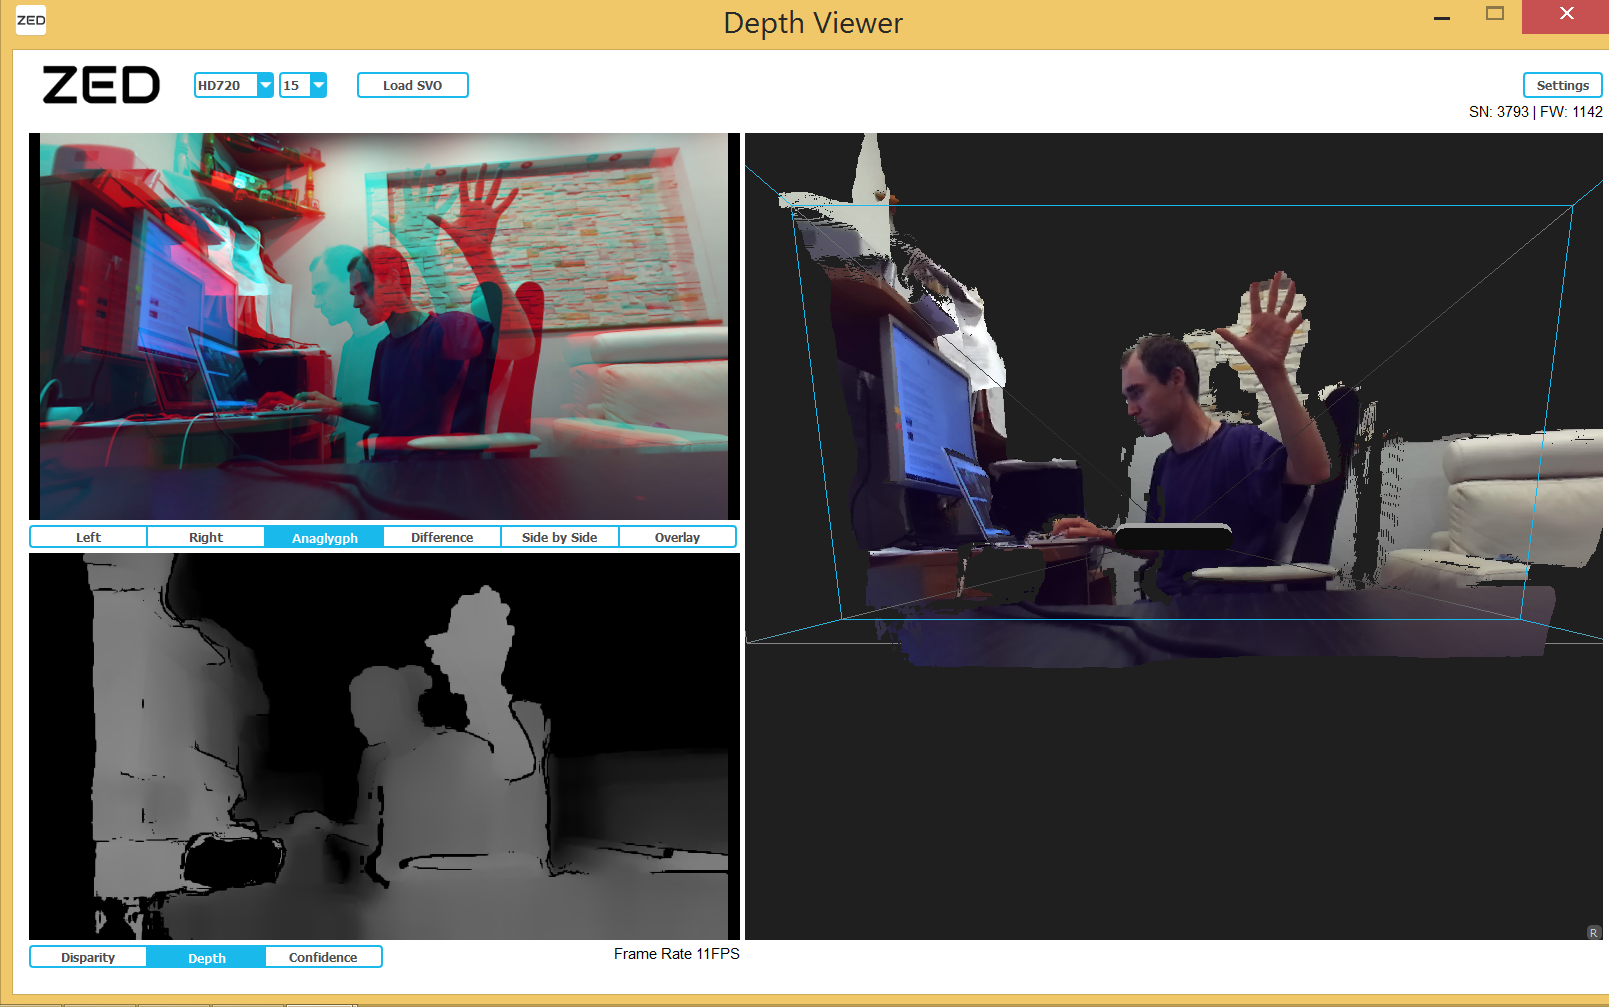 ZED
Depth Viewer
ZED
HD720
15
Load SVO
Settings
SN: 3793 | FW: 1142
Left
Right
Anaglygph
Difference
Side by Side
Overlay
Disparity
Depth
Confidence
Frame Rate 11FPS
R